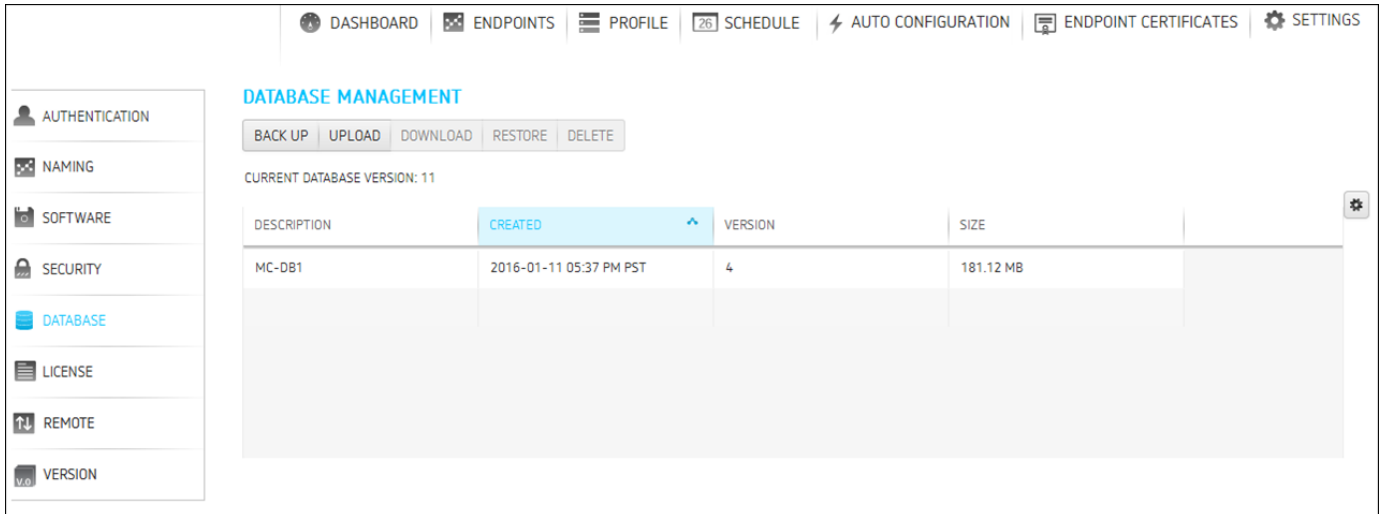 DASHBOARD ENDPOINTS PROFILE 26 SCHEDULE AUTO CONFIGURATION ENDPOINT CERTIFICATES SETTINGS
AUTHENTICATION
NAMING
SOFTWARE
SECURITY
DATABASE
LICENSE
REMOTE
V.0 VERSION
DATABASE MANAGEMENT
BACK UP UPLOAD DOWNLOAD RESTORE DELETE
CURRENT DATABASE VERSION: 11
DESCRIPTION CREATED VERSION SIZE
MC-DB1 2016-01-11 05:37 PM PST 4 181.12 MB